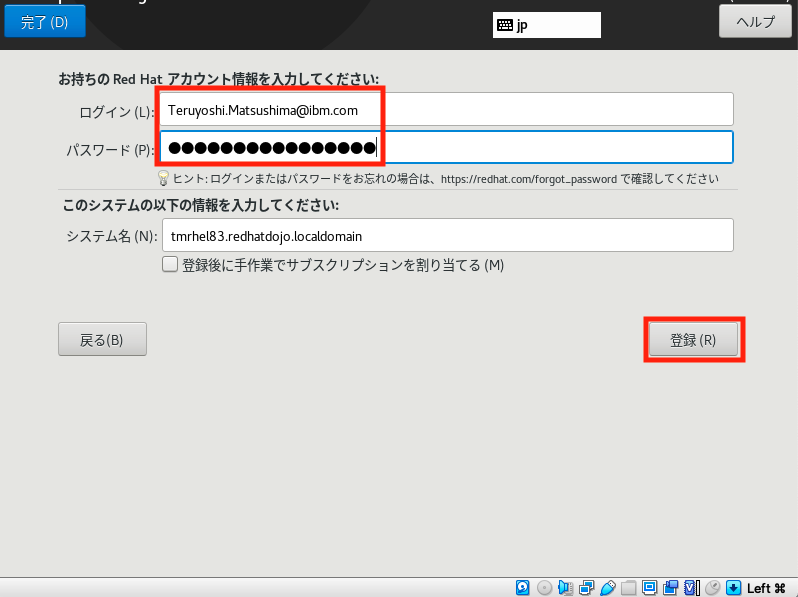 完了 (D)
jp
ヘルプ
お持ちの Red Hat アカウント情報を入力してください:
ログイン (L):
Teruyoshi.Matsushima@ibm.com
パスワード (P):
●●●●●●●●●●●●●●●●
ヒント: ログインまたはパスワードをお忘れの場合は、https://redhat.com/forgot_password で確認してください
このシステムの以下の情報を入力してください:
システム名 (N):
tmrhel83.redhatdojo.localdomain
登録後に手作業でサブスクリプションを割り当てる (M)
戻る(B)
登録 (R)
Left ⌘